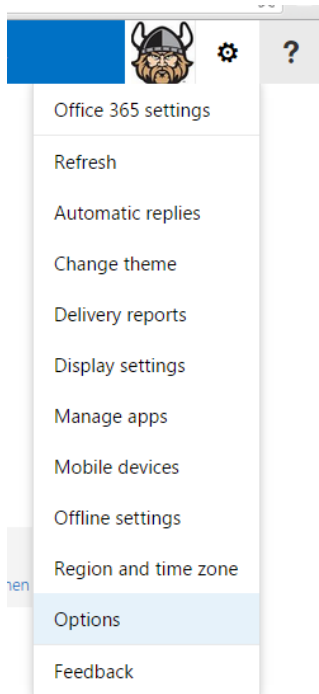 ?
Office 365 settings
Refresh
Automatic replies
Change theme
Delivery reports
Display settings
Manage apps
Mobile devices
Offline settings
Region and time zone
Options
Feedback